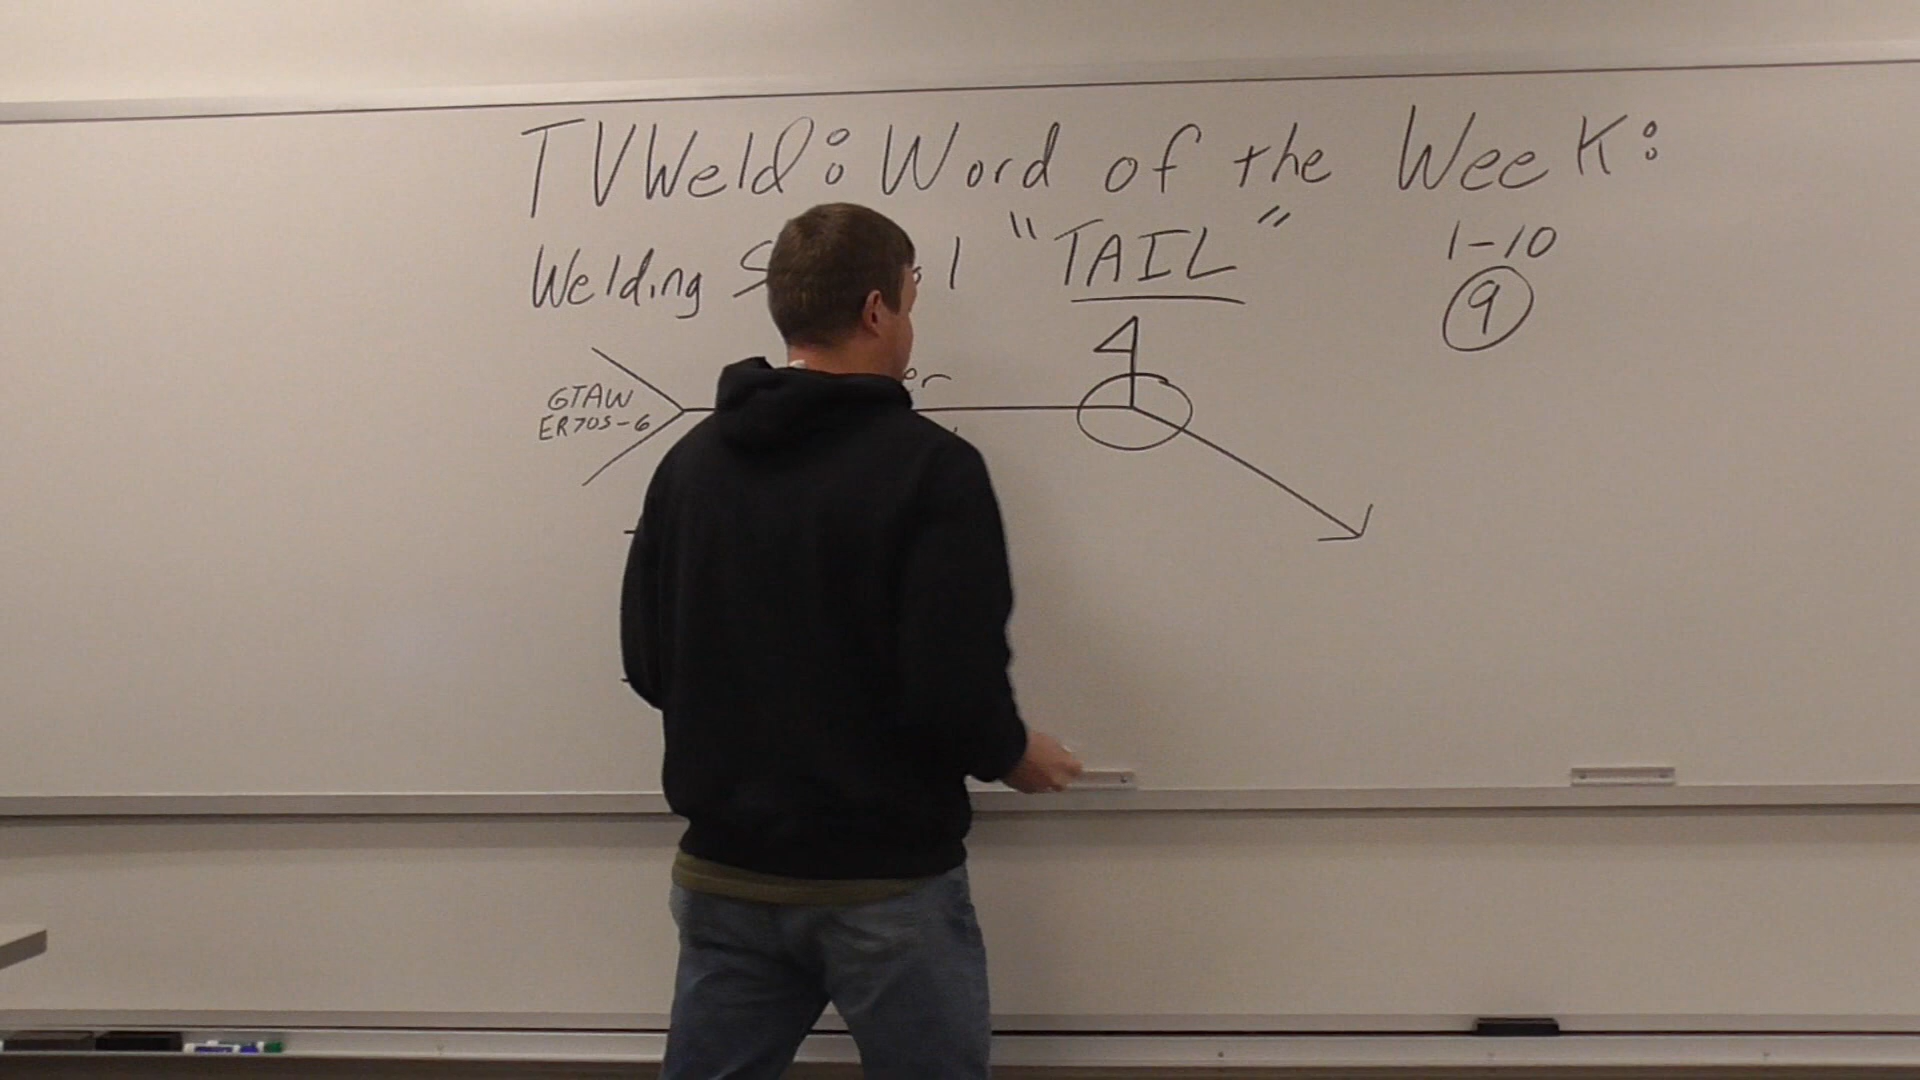 TVWeld: Word of the Week:
Welding "TAIL"
1-10
9
GTAW
ER70S-6